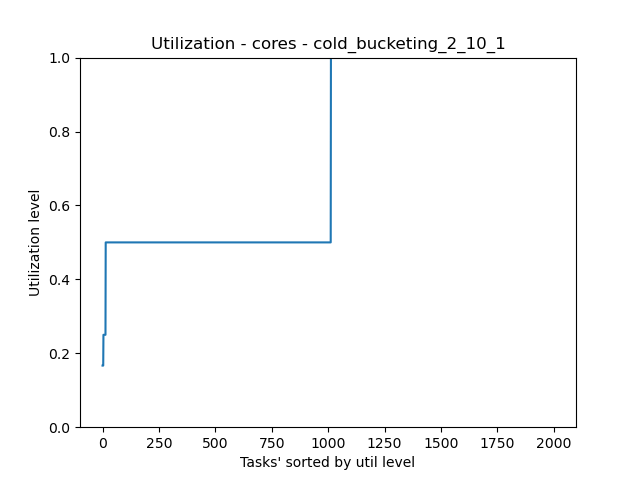 Utilization - cores - cold_bucketing_2_10_1
1.0
0.8
0.6
0.4
0.2
0.0
Utilization level
0 250 500 750 1000 1250 1500 1750 2000
Tasks' sorted by util level